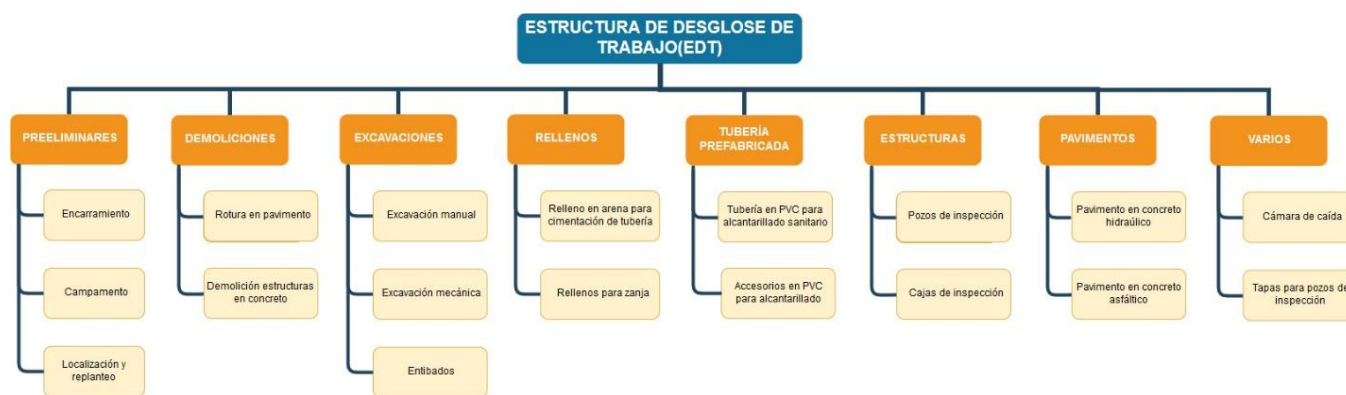 ESTRUCTURA DE DESGLOSE DE
TRABAJO(EDT)
PREELIMINARES
DEMOLICIONES
EXCAVACIONES
RELLENOS
TUBERÍA
PREFABRICADA
ESTRUCTURAS
PAVIMENTOS
VARIOS
Encarramiento
Rotura en pavimento
Excavación manual
Relleno en arena para
cimentación de tubería
Tubería en PVC para
alcantarillado sanitario
Pozos de inspección
Pavimento en concreto
hidraúlico
Cámara de caída
Campamento
Demolición estructuras
en concreto
Excavación mecánica
Rellenos para zanja
Accesorios en PVC
para alcantarillado
Cajas de inspección
Pavimento en concreto
asfáltico
Tapas para pozos de
inspección
Localización y
replanteo
Entibados